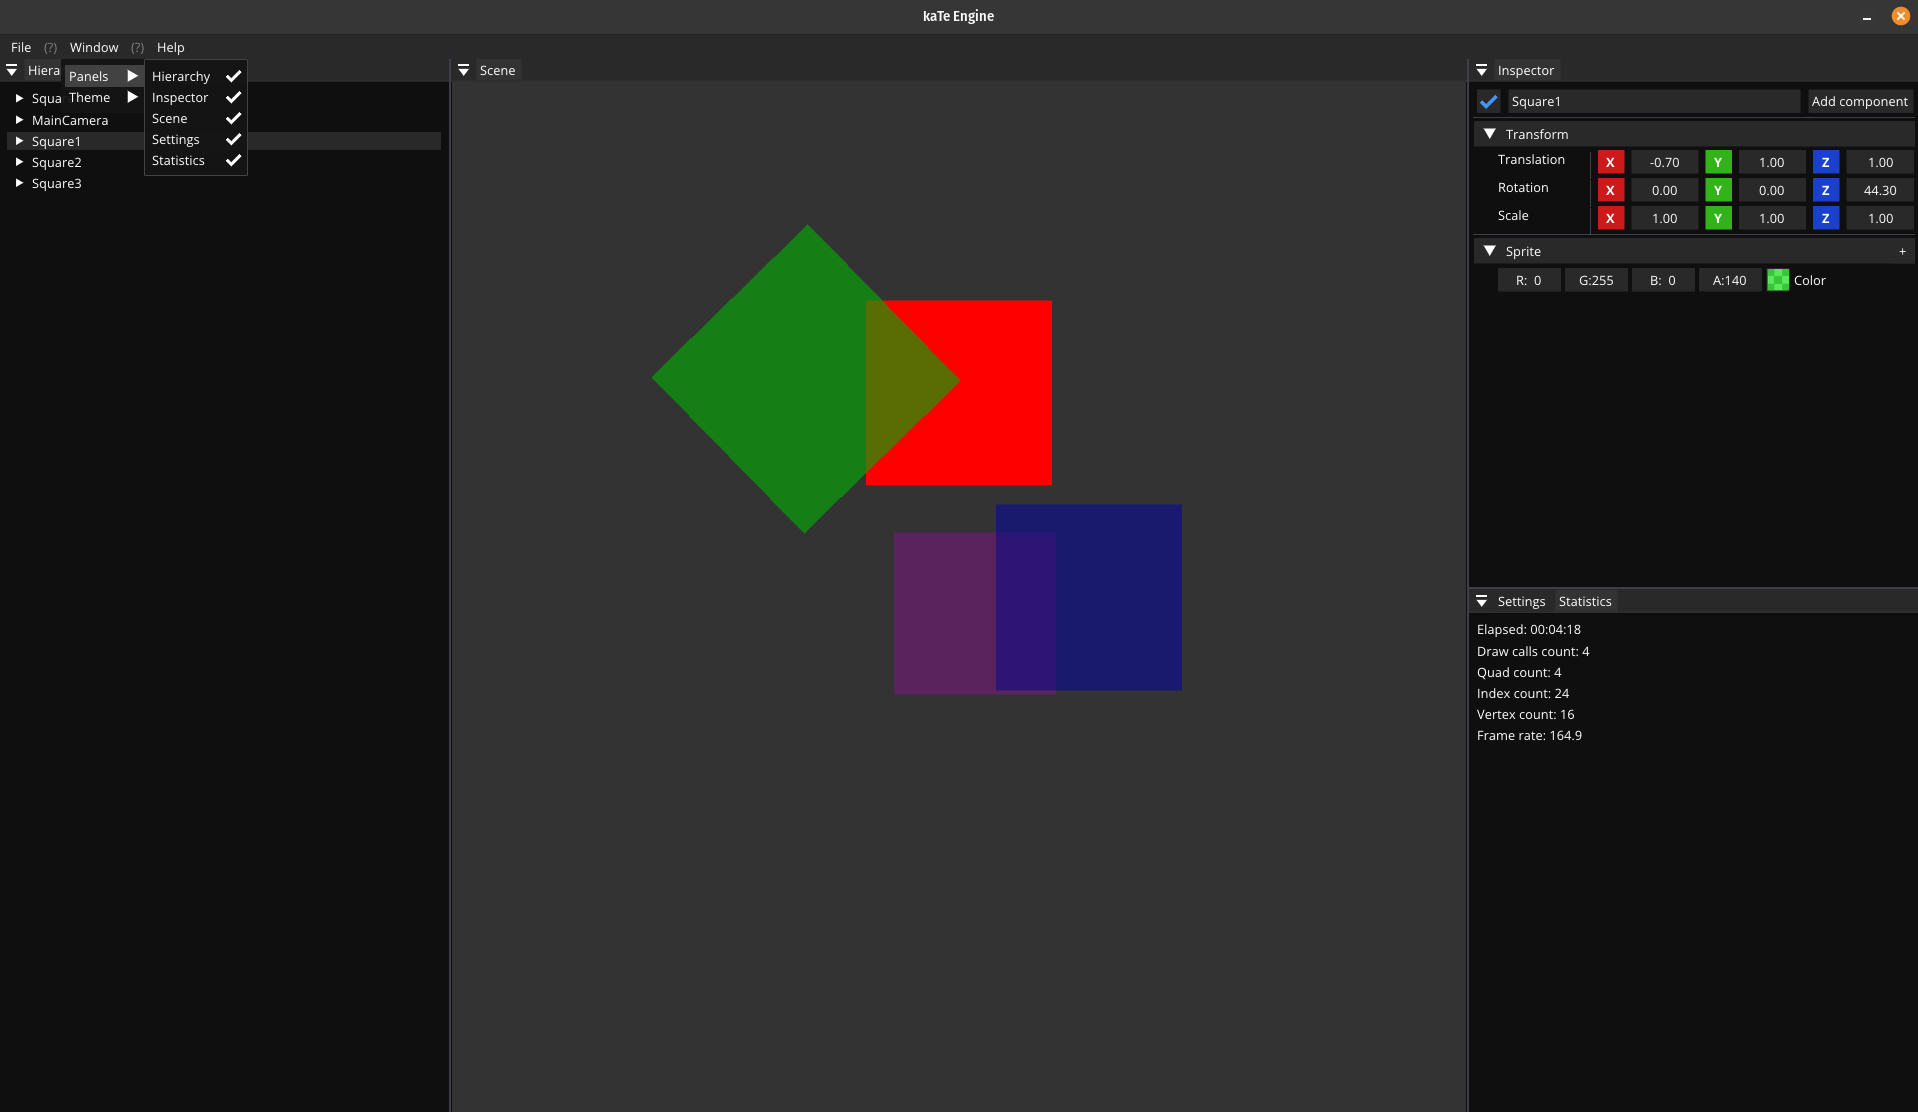 kaTe Engine
File (?) Window (?) Help
Hiera
Panels
Theme
Hierarchy
Inspector
Scene
Settings
Statistics
Squa
MainCamera
Square1
Square2
Square3
Scene
Inspector
Square1 Add component
Transform
Translation X -0.70 Y 1.00 Z 1.00
Rotation X 0.00 Y 0.00 Z 44.30
Scale X 1.00 Y 1.00 Z 1.00
Sprite +
R: 0 G:255 B: 0 A:140 Color
Settings Statistics
Elapsed: 00:04:18
Draw calls count: 4
Quad count: 4
Index count: 24
Vertex count: 16
Frame rate: 164.9